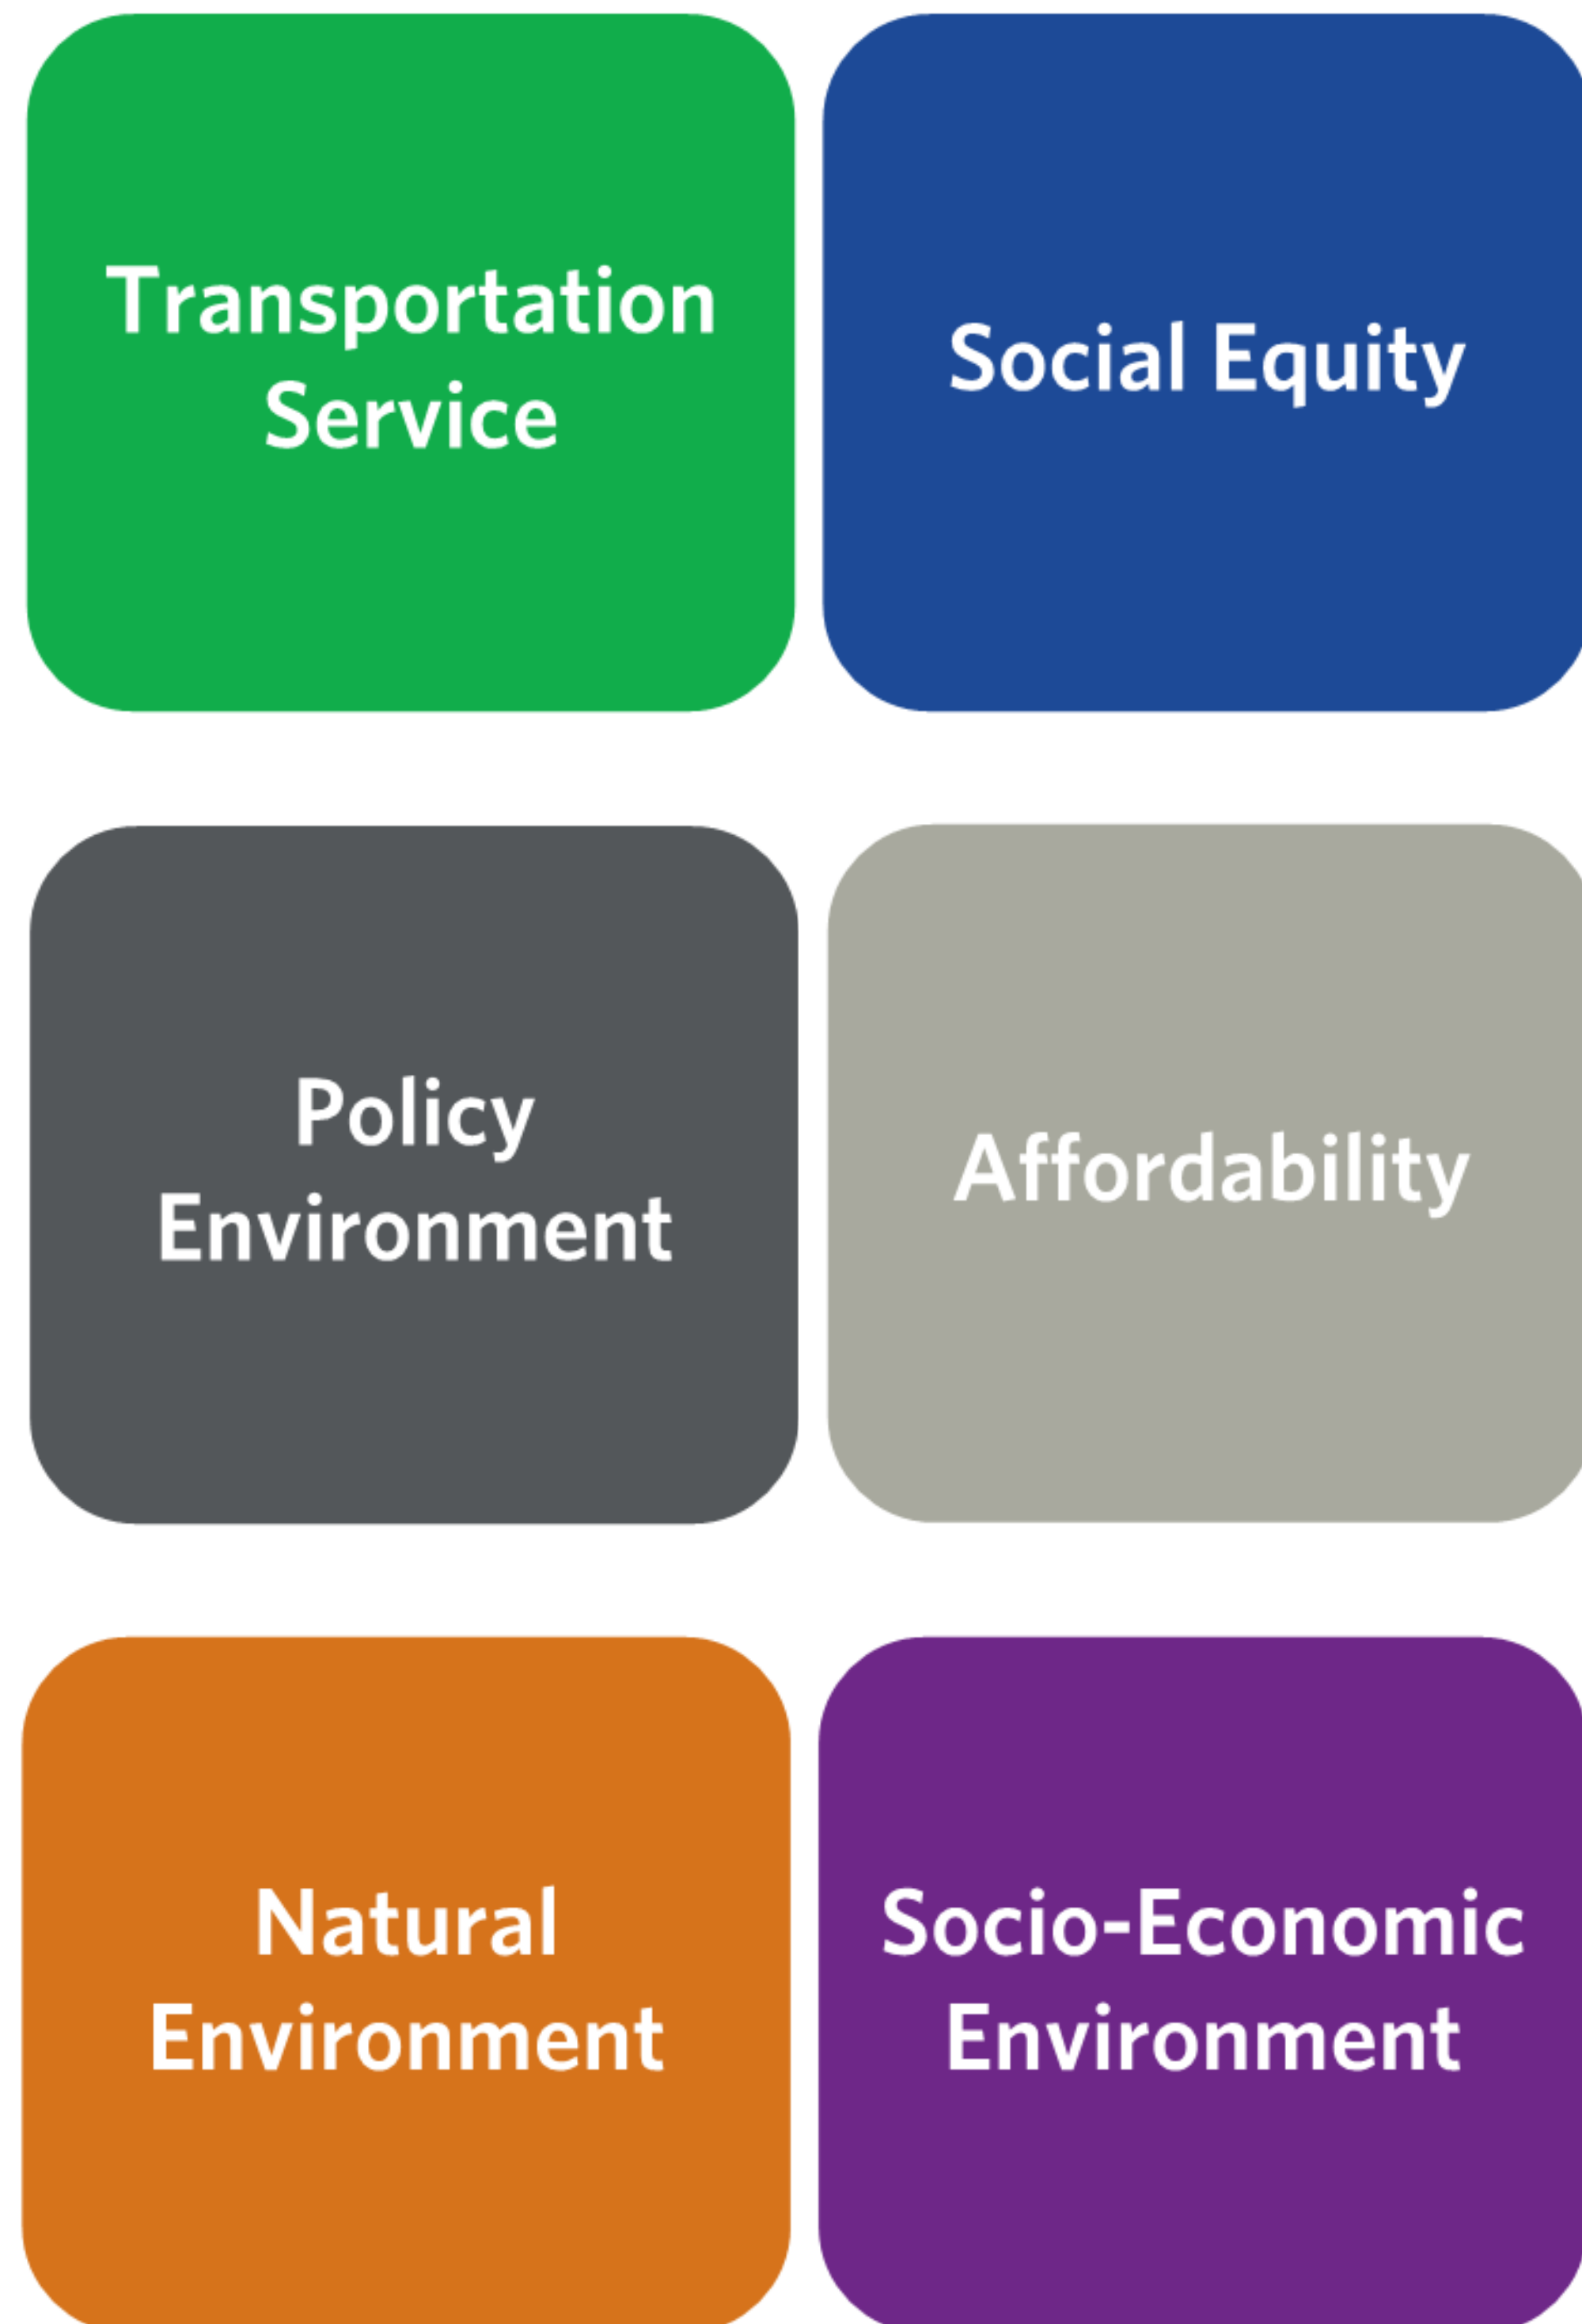 Transportation
Service
Social Equity
Policy
Environment
Affordability
Natural
Environment
Socio-Economic
Environment